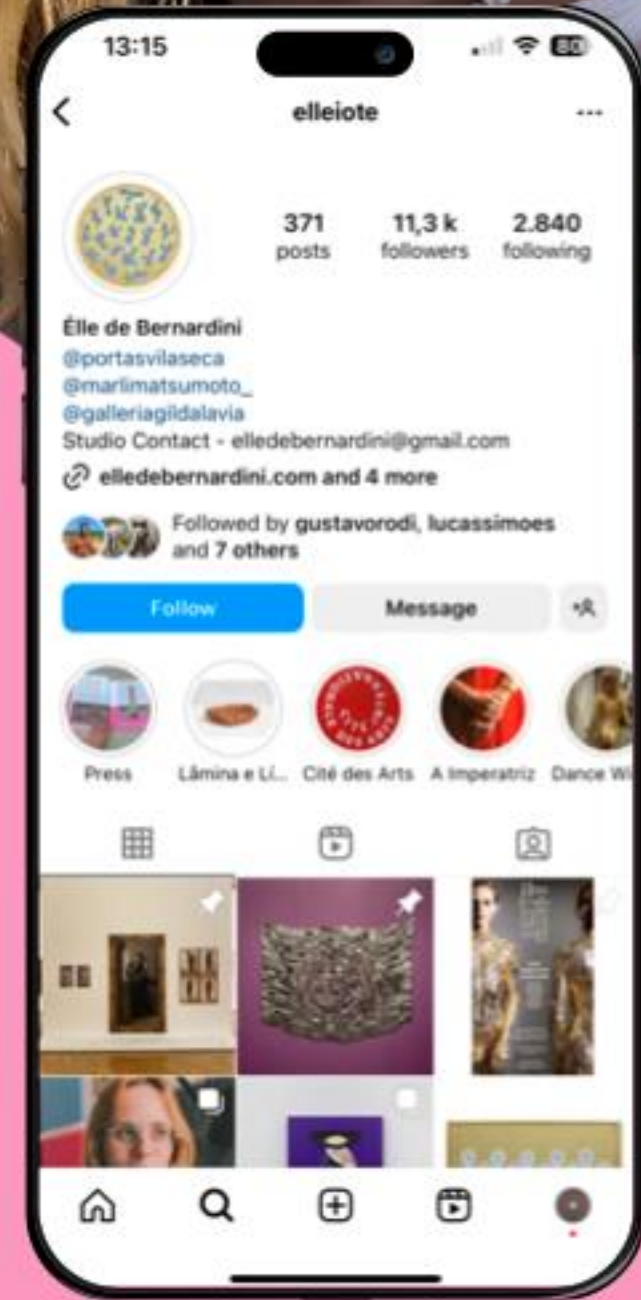 13:15
80
elleiote
371
posts
11,3 k
followers
2.840
following
Élle de Bernardini
@portasvilaseca
@marlimatsumoto_
@galleriagildalavia
Studio Contact - elledebernardini@gmail.com
elledebernardini.com and 4 more
Followed by gustavorodi, lucassimoes
and 7 others
Follow
Message
Press
Lâmina e Lí...
Cité des Arts
A Imperatriz
Dance Wi